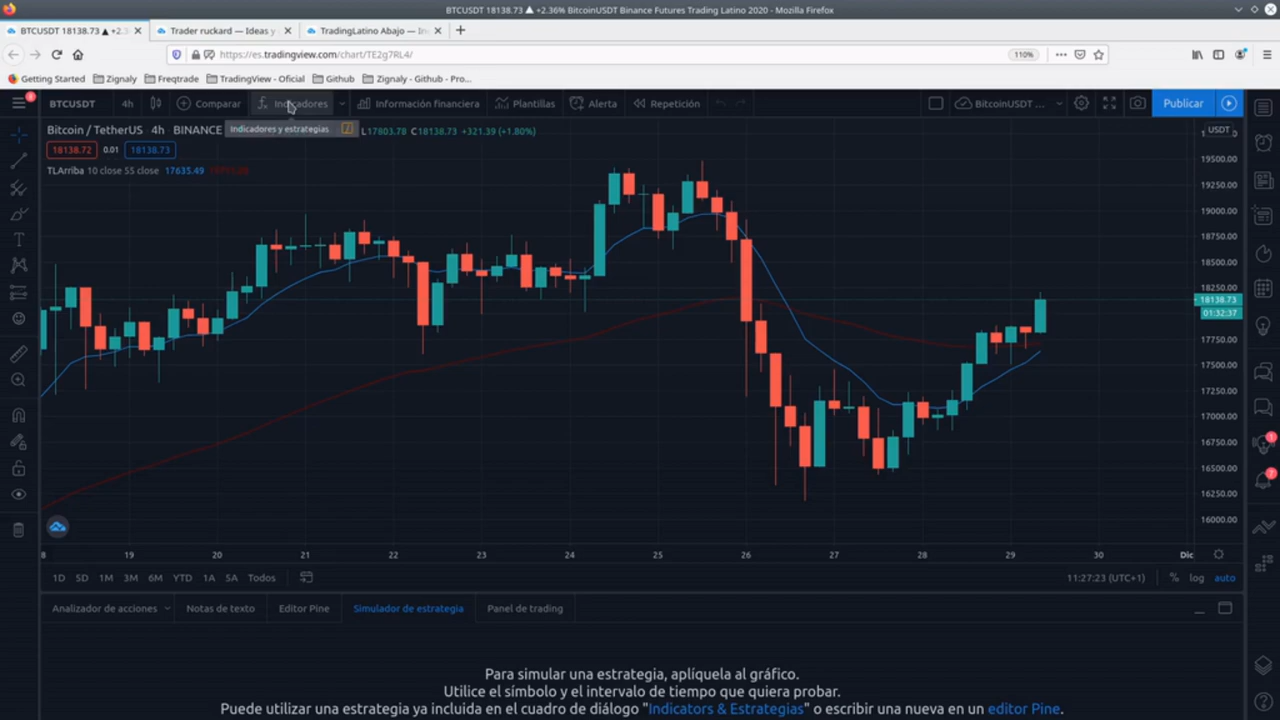 BTCUSDT 18138.73 ▲ +2.36% BitcoinUSDT Binance Futures Trading Latino 2020 - Mozilla Firefox
BTCUSDT 18138.73 ▲ +2.3
Trader ruckard — Ideas y
TradingLatino Abajo — In
https://es.tradingview.com/chart/TE2g7RL4/
110%
Getting Started
Zignaly
Freqtrade
TradingView - Oficial
Github
Zignaly - Github - Pro...
8
BTCUSDT
4h
Comparar
Indicadores
Información financiera
Plantillas
Alerta
Repetición
BitcoinUSDT ...
Publicar
Bitcoin / TetherUS 4h BINANCE
L17803.78 C18138.73 +321.39 (+1.80%)
Indicadores y estrategias
/
18138.72
0.01
18138.73
TLArriba 10 close 55 close 17635.49
USDT
19500.00
19250.00
19000.00
18750.00
18500.00
18250.00
18138.73
01:32:37
17750.00
17500.00
17250.00
17000.00
16750.00
16500.00
16250.00
16000.00
1
2
8 19 20 21 22 23 24 25 26 27 28 29 30 Dic
1D 5D 1M 3M 6M YTD 1A 5A Todos
11:27:23 (UTC+1)
% log auto
Analizador de acciones
Notas de texto
Editor Pine
Simulador de estrategia
Panel de trading
Para simular una estrategia, aplíquela al gráfico.
Utilice el símbolo y el intervalo de tiempo que quiera probar.
Puede utilizar una estrategia ya incluida en el cuadro de diálogo "Indicators & Estrategias" o escribir una nueva en un editor Pine.